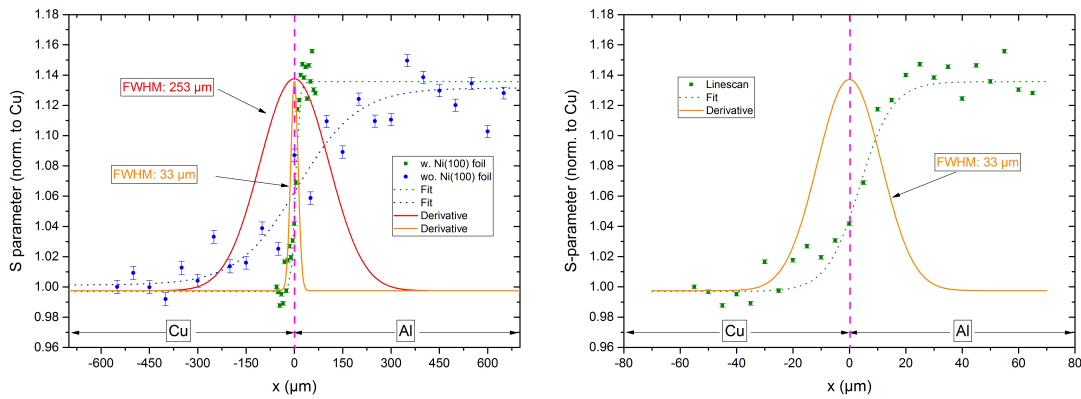 1.18
1.16
1.14
1.12
1.10
1.08
1.06
1.04
1.02
1.00
0.98
0.96
S parameter (norm. to Cu)
FWHM: 253 µm
FWHM: 33 µm
w. Ni(100) foil
wo. Ni(100) foil
Fit
Fit
Derivative
Derivative
Cu
Al
-600 -450 -300 -150 0 150 300 450 600
x (µm)
1.18
1.16
1.14
1.12
1.10
1.08
1.06
1.04
1.02
1.00
0.98
0.96
S-parameter (norm. to Cu)
Linescan
Fit
Derivative
FWHM: 33 µm
Cu
Al
-80 -60 -40 -20 0 20 40 60 80
x (µm)